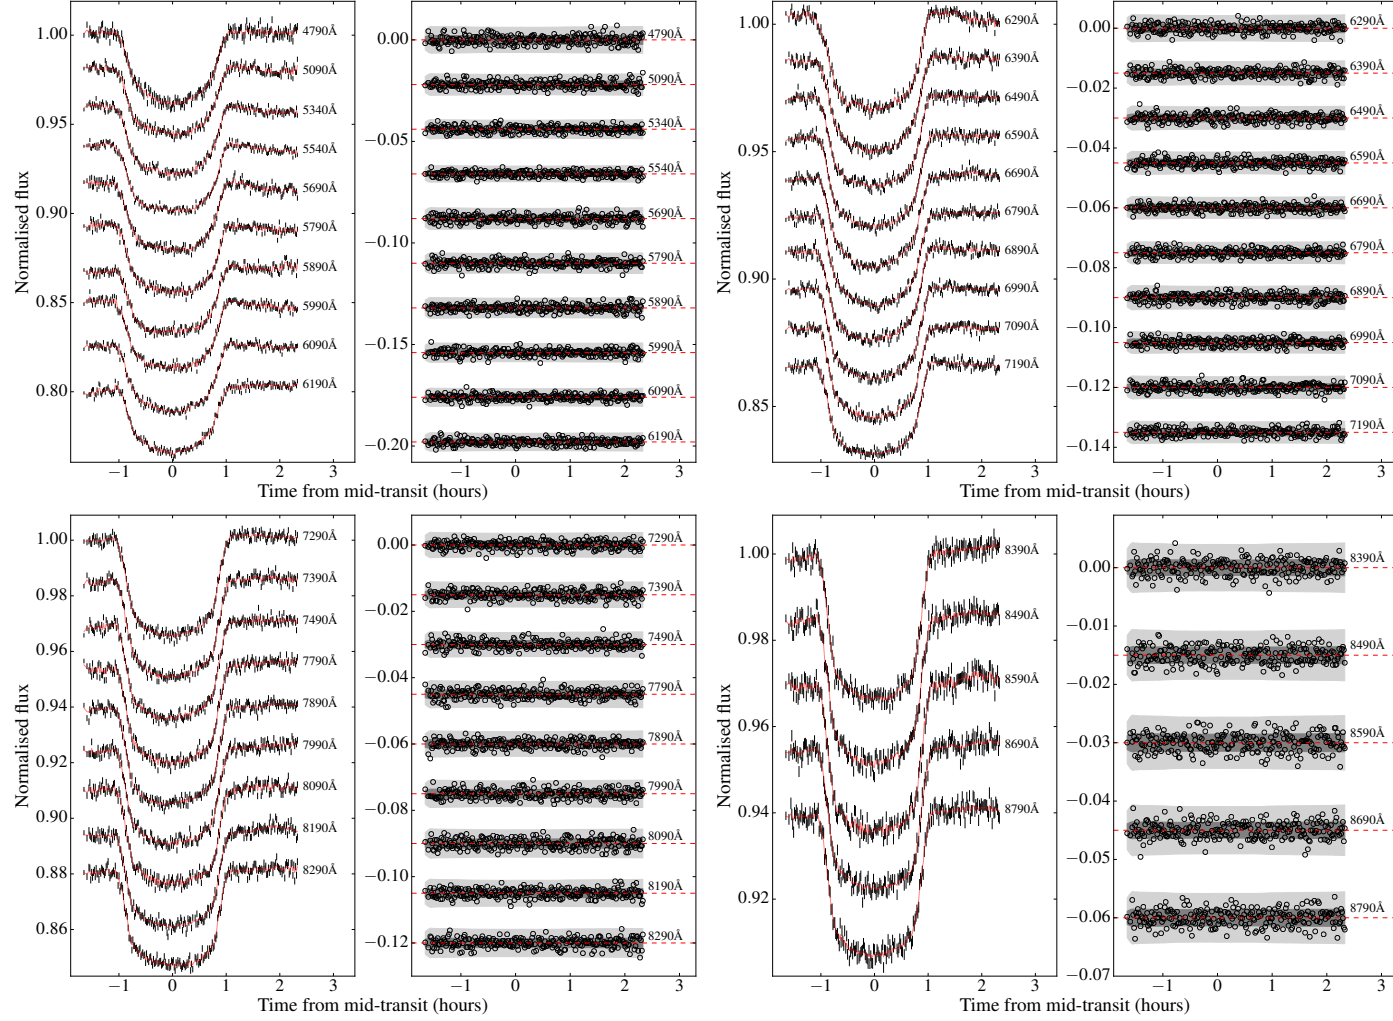 Normalised flux
1.00
0.95
0.90
0.85
0.80
4790Å
5090Å
5340Å
5540Å
5690Å
5790Å
5890Å
5990Å
6090Å
6190Å
−1 0 1 2 3
0.00
−0.05
−0.10
−0.15
−0.20
4790Å
5090Å
5340Å
5540Å
5690Å
5790Å
5890Å
5990Å
6090Å
6190Å
−1 0 1 2 3
Time from mid-transit (hours)
Normalised flux
1.00
0.95
0.90
0.85
6290Å
6390Å
6490Å
6590Å
6690Å
6790Å
6890Å
6990Å
7090Å
7190Å
−1 0 1 2 3
0.00
−0.02
−0.04
−0.06
−0.08
−0.10
−0.12
−0.14
6290Å
6390Å
6490Å
6590Å
6690Å
6790Å
6890Å
6990Å
7090Å
7190Å
−1 0 1 2 3
Time from mid-transit (hours)
Normalised flux
1.00
0.98
0.96
0.94
0.92
0.90
0.88
0.86
7290Å
7390Å
7490Å
7790Å
7890Å
7990Å
8090Å
8190Å
8290Å
−1 0 1 2 3
0.00
−0.02
−0.04
−0.06
−0.08
−0.10
−0.12
7290Å
7390Å
7490Å
7790Å
7890Å
7990Å
8090Å
8190Å
8290Å
−1 0 1 2 3
Time from mid-transit (hours)
Normalised flux
1.00
0.98
0.96
0.94
0.92
8390Å
8490Å
8590Å
8690Å
8790Å
−1 0 1 2 3
0.00
−0.01
−0.02
−0.03
−0.04
−0.05
−0.06
−0.07
8390Å
8490Å
8590Å
8690Å
8790Å
−1 0 1 2 3
Time from mid-transit (hours)